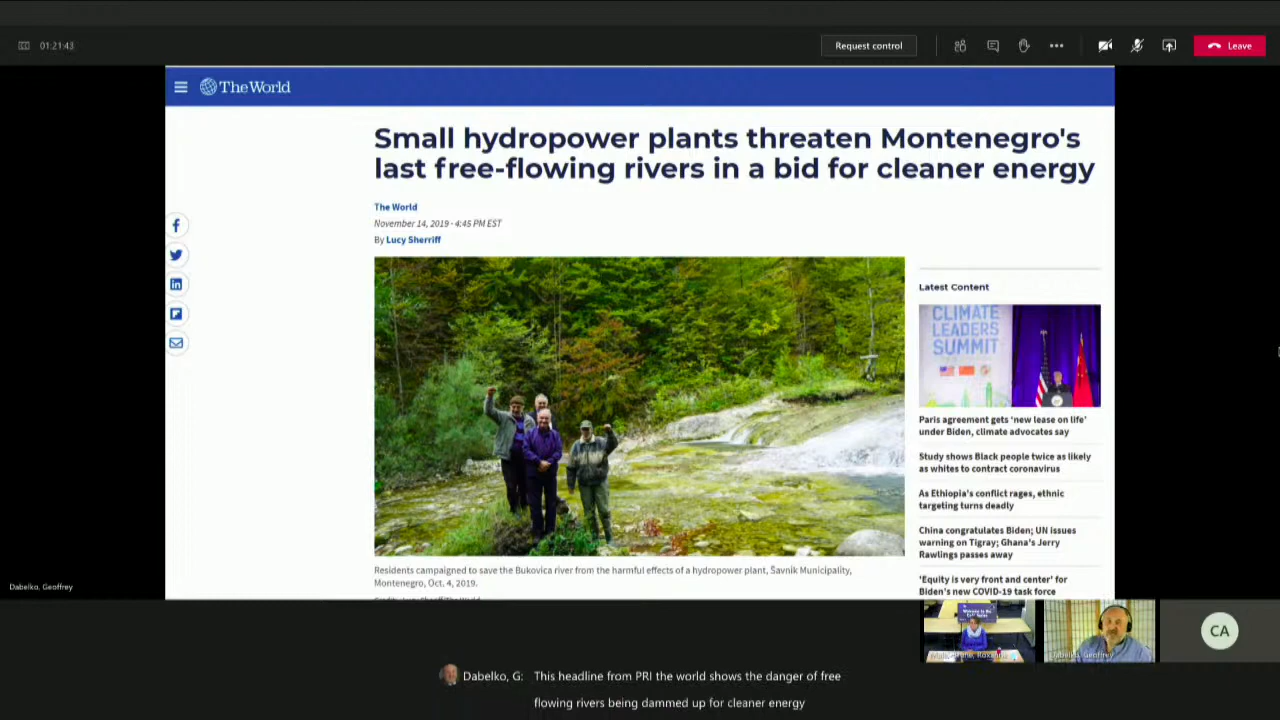 01:21:43
Request control
Leave
The World
Small hydropower plants threaten Montenegro's
last free-flowing rivers in a bid for cleaner energy
The World
November 14, 2019 · 4:45 PM EST
By Lucy Sherriff
Latest Content
CLIMATE
LEADERS
SUMMIT
Paris agreement gets ‘new lease on life’
under Biden, climate advocates say
Study shows Black people twice as likely
as whites to contract coronavirus
As Ethiopia's conflict rages, ethnic
targeting turns deadly
China congratulates Biden; UN issues
warning on Tigray; Ghana's Jerry
Rawlings passes away
'Equity is very front and center' for
Biden's new COVID-19 task force
Residents campaigned to save the Bukovica river from the harmful effects of a hydropower plant, Šavnik Municipality,
Montenegro, Oct. 4, 2019.
Dabelko, Geoffrey
Dabelko, Geoffrey
CA
Dabelko, G: This headline from PRI the world shows the danger of free
flowing rivers being dammed up for cleaner energy